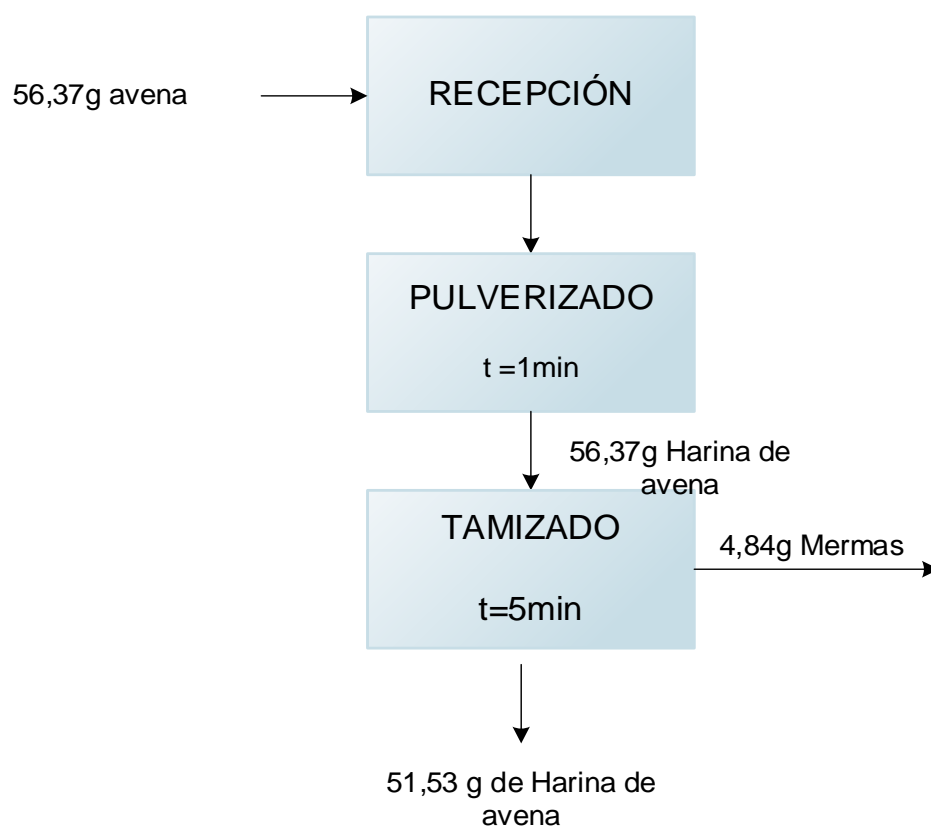 56,37g avena
RECEPCIÓN
PULVERIZADO
t =1min
56,37g Harina de
avena
TAMIZADO
4,84g Mermas
t=5min
51,53 g de Harina de
avena